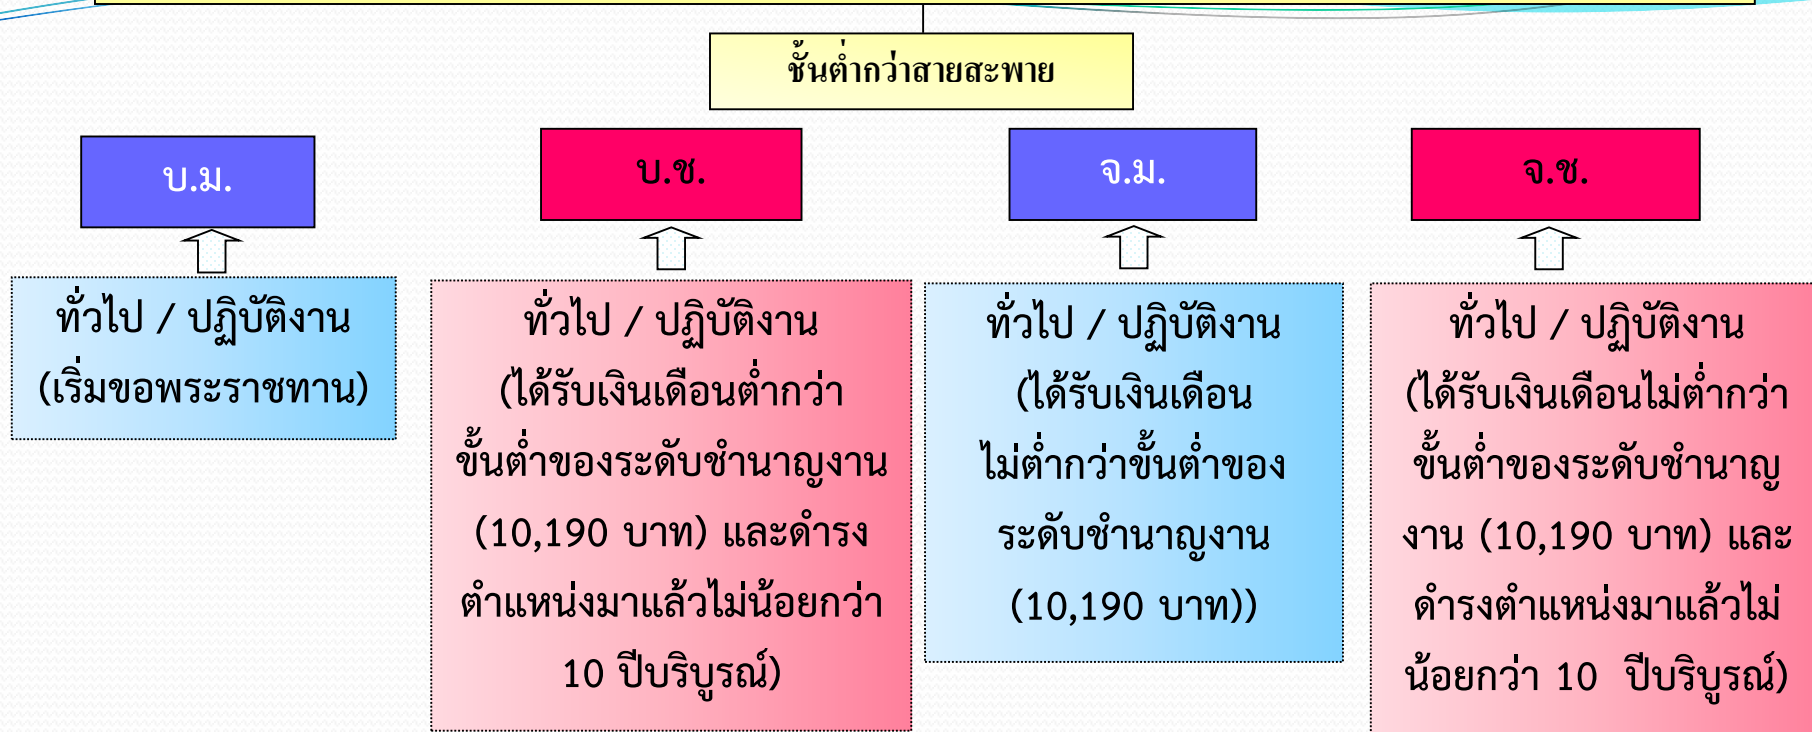 ชั้นต่ำกว่าสายสะพาย
บ.ม.
บ.ช.
จ.ม.
จ.ช.
ทั่วไป / ปฏิบัติงาน
(เริ่มขอพระราชทาน)
ทั่วไป / ปฏิบัติงาน
(ได้รับเงินเดือนต่ำกว่า
ขั้นต่ำของระดับชำนาญงาน
(10,190 บาท) และดำรง
ตำแหน่งมาแล้วไม่น้อยกว่า
10 ปีบริบูรณ์)
ทั่วไป / ปฏิบัติงาน
(ได้รับเงินเดือน
ไม่ต่ำกว่าขั้นต่ำของ
ระดับชำนาญงาน
(10,190 บาท))
ทั่วไป / ปฏิบัติงาน
(ได้รับเงินเดือนไม่ต่ำกว่า
ขั้นต่ำของระดับชำนาญ
งาน (10,190 บาท) และ
ดำรงตำแหน่งมาแล้วไม่
น้อยกว่า 10 ปีบริบูรณ์)